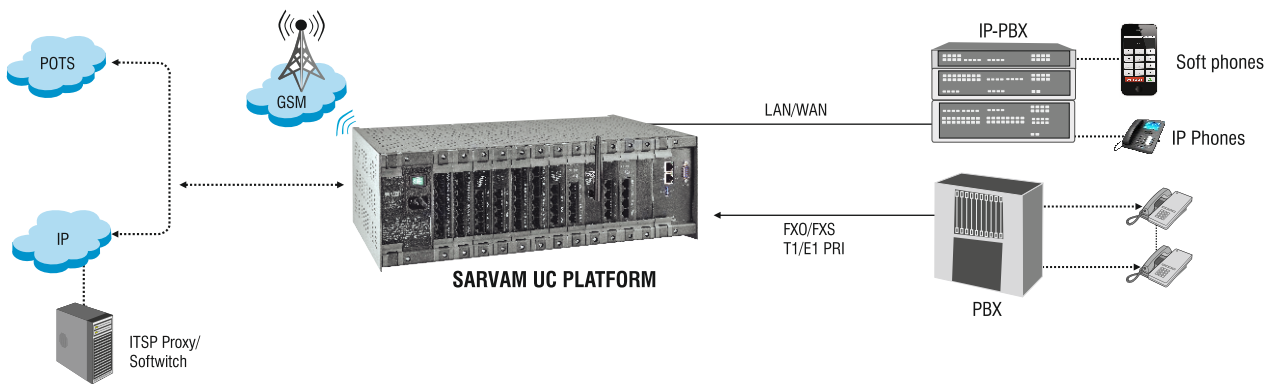 POTS
GSM
IP
ITSP Proxy/
Softwitch
SARVAM UC PLATFORM
LAN/WAN
FXO/FXS
T1/E1 PRI
IP-PBX
Soft phones
IP Phones
PBX